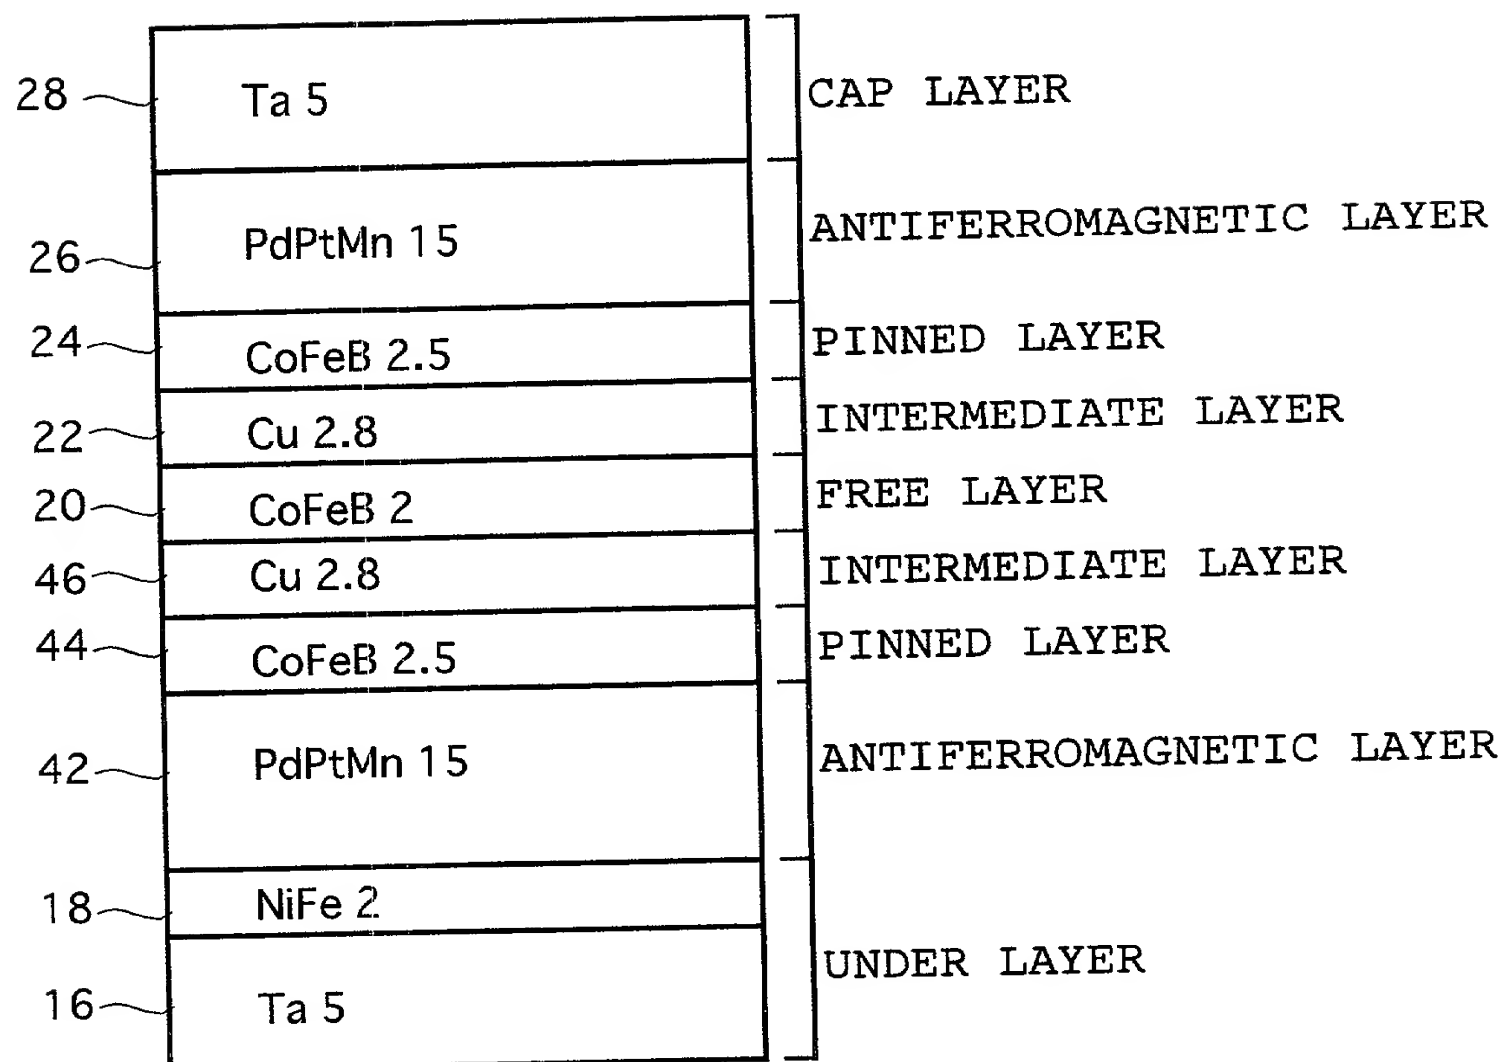 28 Ta 5 CAP LAYER
26 PdPtMn 15 ANTIFERROMAGNETIC LAYER
24 CoFeB 2.5 PINNED LAYER
22 Cu 2.8 INTERMEDIATE LAYER
20 CoFeB 2 FREE LAYER
46 Cu 2.8 INTERMEDIATE LAYER
44 CoFeB 2.5 PINNED LAYER
42 PdPtMn 15 ANTIFERROMAGNETIC LAYER
18 NiFe 2
UNDER LAYER
16 Ta 5